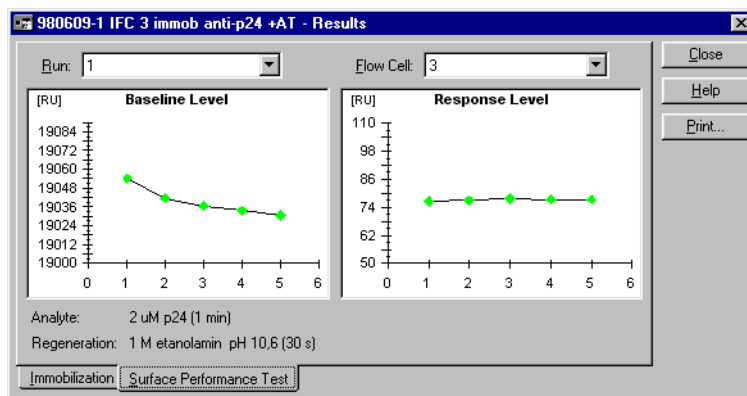 980609-1 IFC 3 immob anti-p24 +AT - Results
Run: 1
Flow Cell: 3
Close
Help
Print...
[RU] Baseline Level
19084
19072
19060
19048
19036
19024
19012
19000
0 1 2 3 4 5 6
[RU] Response Level
110
98
86
74
62
50
0 1 2 3 4 5 6
Analyte: 2 uM p24 (1 min)
Regeneration: 1 M etanolamin pH 10,6 (30 s)
Immobilization Surface Performance Test